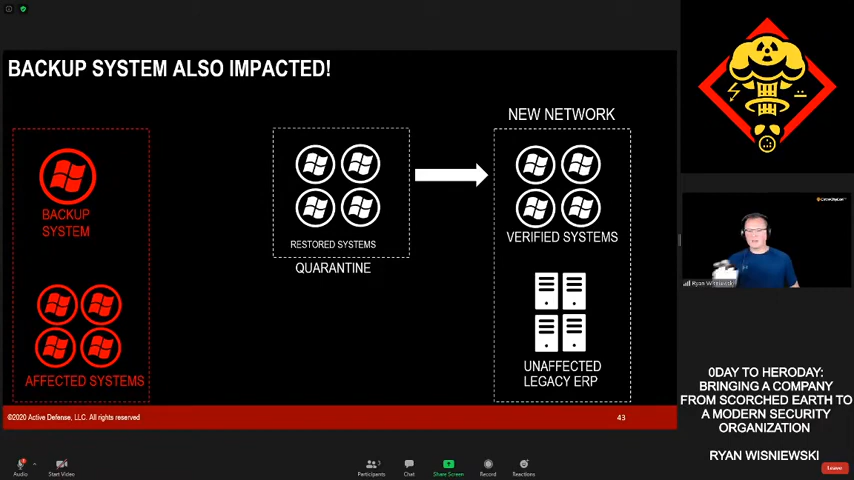 BACKUP SYSTEM ALSO IMPACTED!
BACKUP
SYSTEM
AFFECTED SYSTEMS
RESTORED SYSTEMS
QUARANTINE
NEW NETWORK
VERIFIED SYSTEMS
UNAFFECTED
LEGACY ERP
©2020 Active Defense, LLC. All rights reserved
43
Ryan Wisniewski
0DAY TO HERODAY:
BRINGING A COMPANY
FROM SCORCHED EARTH TO
A MODERN SECURITY
ORGANIZATION
RYAN WISNIEWSKI
Audio
Start Video
Participants
Chat
Share Screen
Record
Reactions
Leave